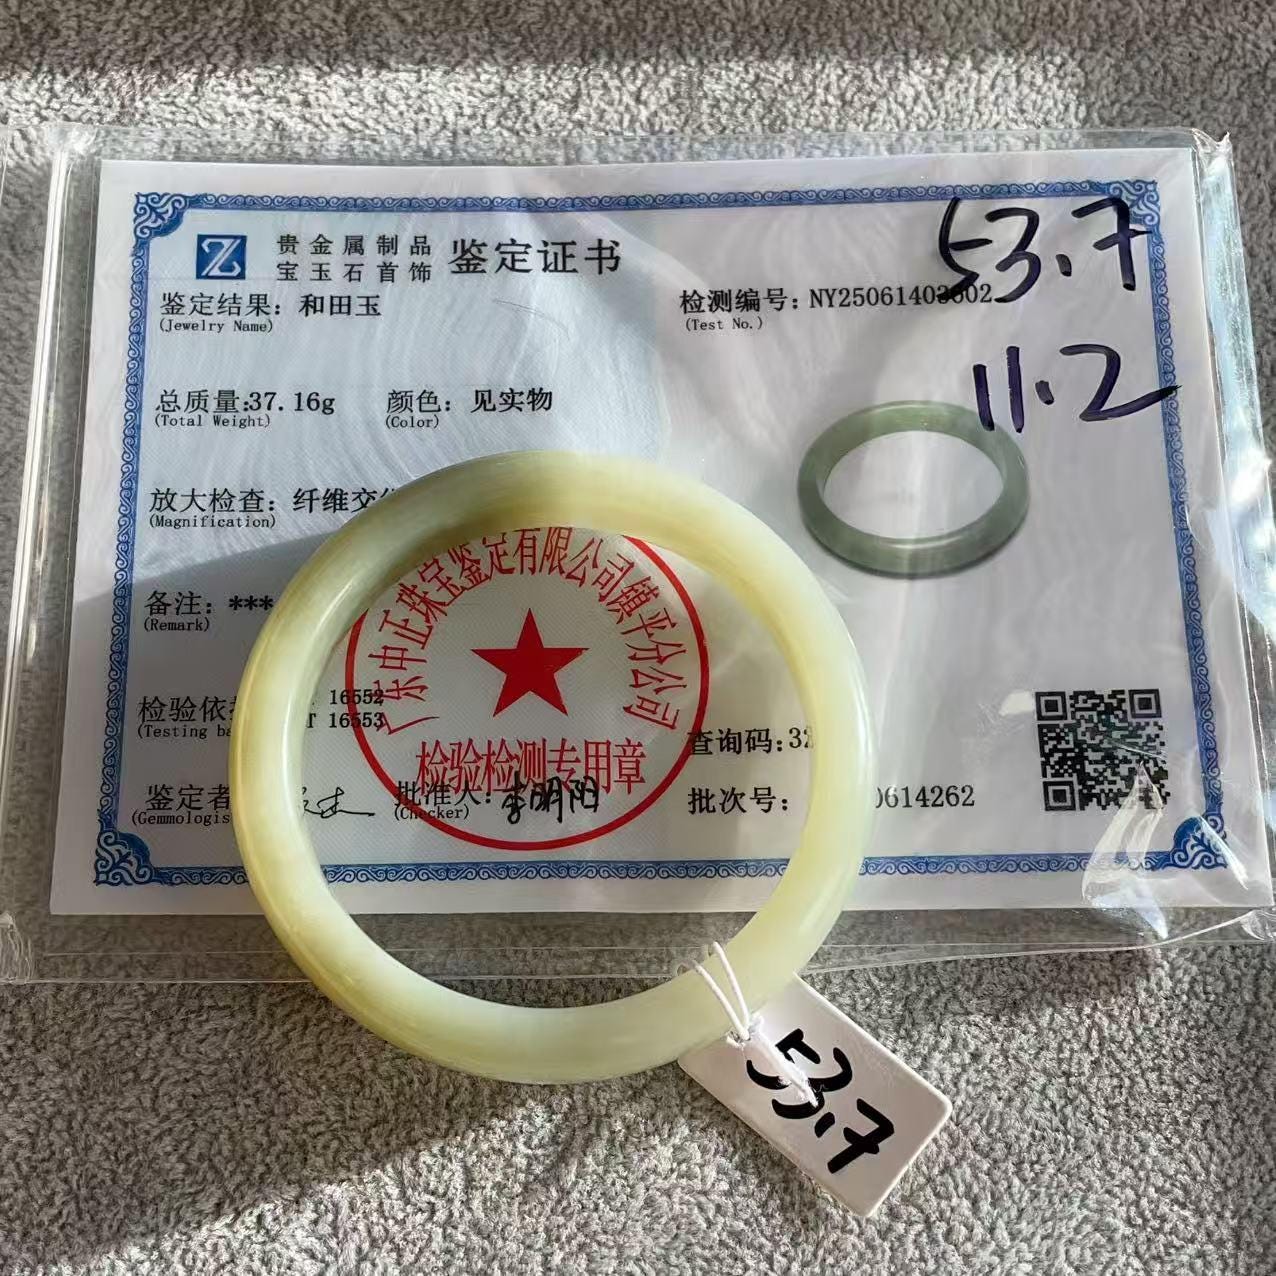 贵金属制品
宝玉石首饰
鉴定证书
53.7
鉴定结果：和田玉
(Jewelry Name)
检测编号：NY25061403002
(Test No.)
11.2
总质量:37.16g
(Total Weight)
颜色：见实物
(Color)
放大检查：纤维交
(Magnification)
备注：***
(Remark)
广东中正珠宝鉴定有限公司镇平分公司
检验检测专用章
检验依
16552
(Testing ba
T 16553
查询码:32
鉴定者
(Gemmologis
批准人：李明阳
(Checker)
批次号：
0614262
53.7